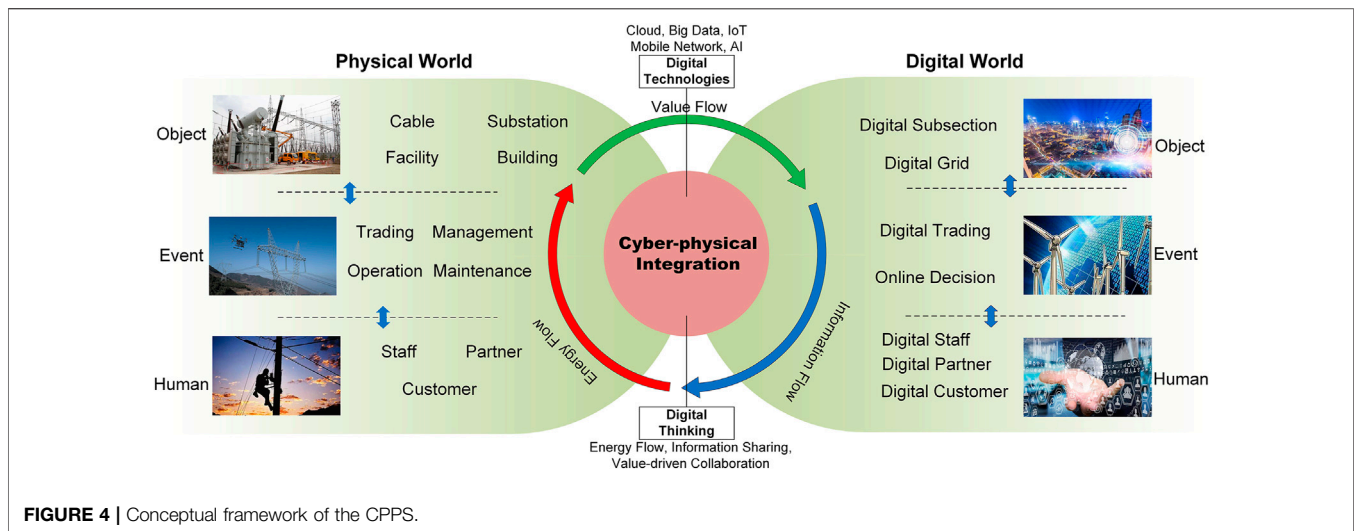 Cloud, Big Data, IoT
Mobile Network, AI
Digital
Technologies
Value Flow
Physical World
Object
Cable
Substation
Facility
Building
Event
Trading
Management
Operation
Maintenance
Human
Staff
Partner
Customer
Cyber-physical
Integration
Energy Flow
Information Flow
Digital World
Digital Subsection
Digital Grid
Object
Digital Trading
Online Decision
Event
Digital Staff
Digital Partner
Digital Customer
Human
Digital
Thinking
Energy Flow, Information Sharing,
Value-driven Collaboration
FIGURE 4 | Conceptual framework of the CPPS.